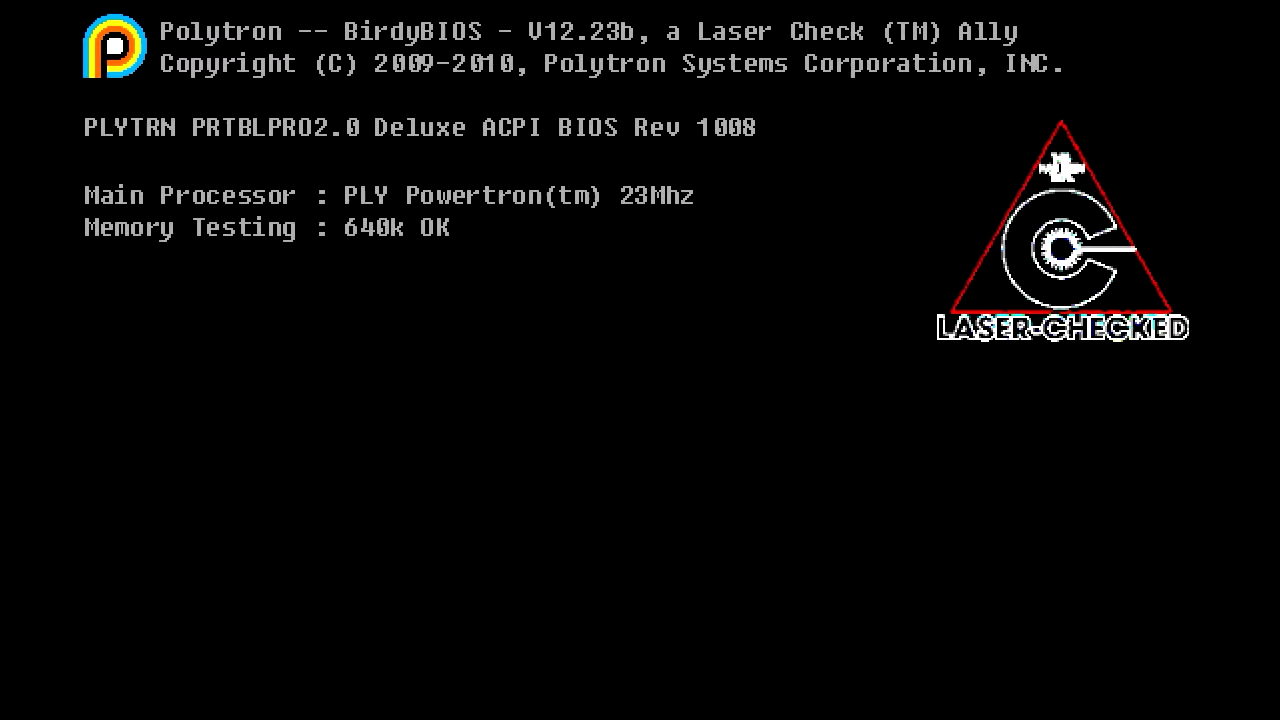 Polytron -- BirdyBIOS - V12.23b, a Laser Check (TM) Ally
Copyright (C) 2009-2010, Polytron Systems Corporation, INC.
PLYTRN PRTBLPRO2.0 Deluxe ACPI BIOS Rev 1008
Main Processor : PLY Powertron(tm) 23Mhz
Memory Testing : 640k OK
LASER-CHECKED